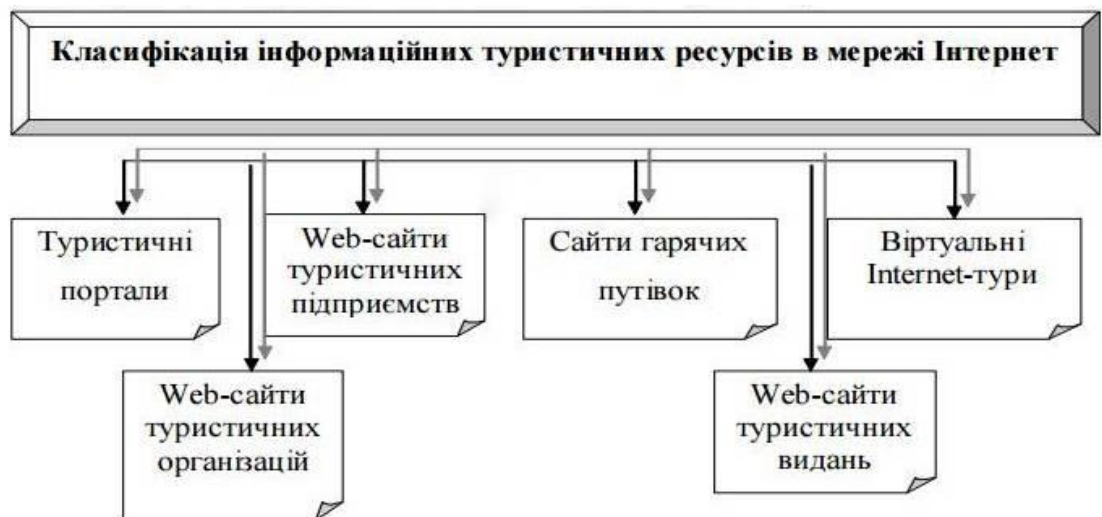 Класифікація інформаційних туристичних ресурсів в мережі Інтернет
Туристичні
портали
Web-сайти
туристичних
підприємств
Сайти гарячих
путівок
Віртуальні
Internet-тури
Web-сайти
туристичних
організацій
Web-сайти
туристичних
видань